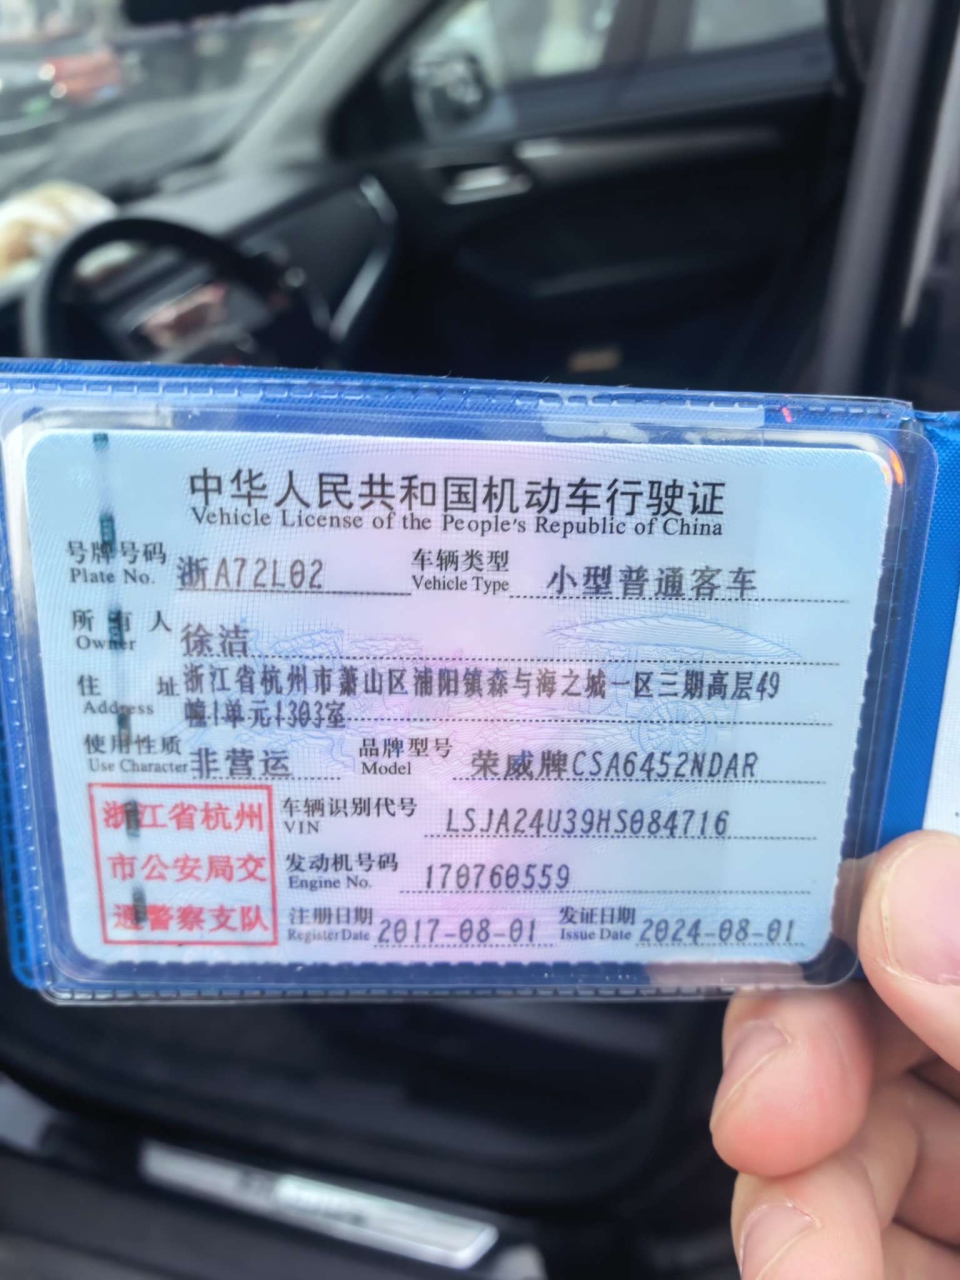 中华人民共和国机动车行驶证
Vehicle License of the People's Republic of China
号牌号码 浙A72L02 车辆类型 小型普通客车
Plate No. Vehicle Type
所有人 徐洁
Owner
住址 浙江省杭州市萧山区浦阳镇森与海之城一区三期高层49
Address 幢1单元1303室
使用性质 非营运 品牌型号 荣威牌CSA6452NDAR
Use Character Model
浙江省杭州 车辆识别代号 LSJA24U39HS084716
VIN
市公安局交 发动机号码 170760559
Engine No.
通警察支队 注册日期 2017-08-01 发证日期 2024-08-01
Register Date Issue Date